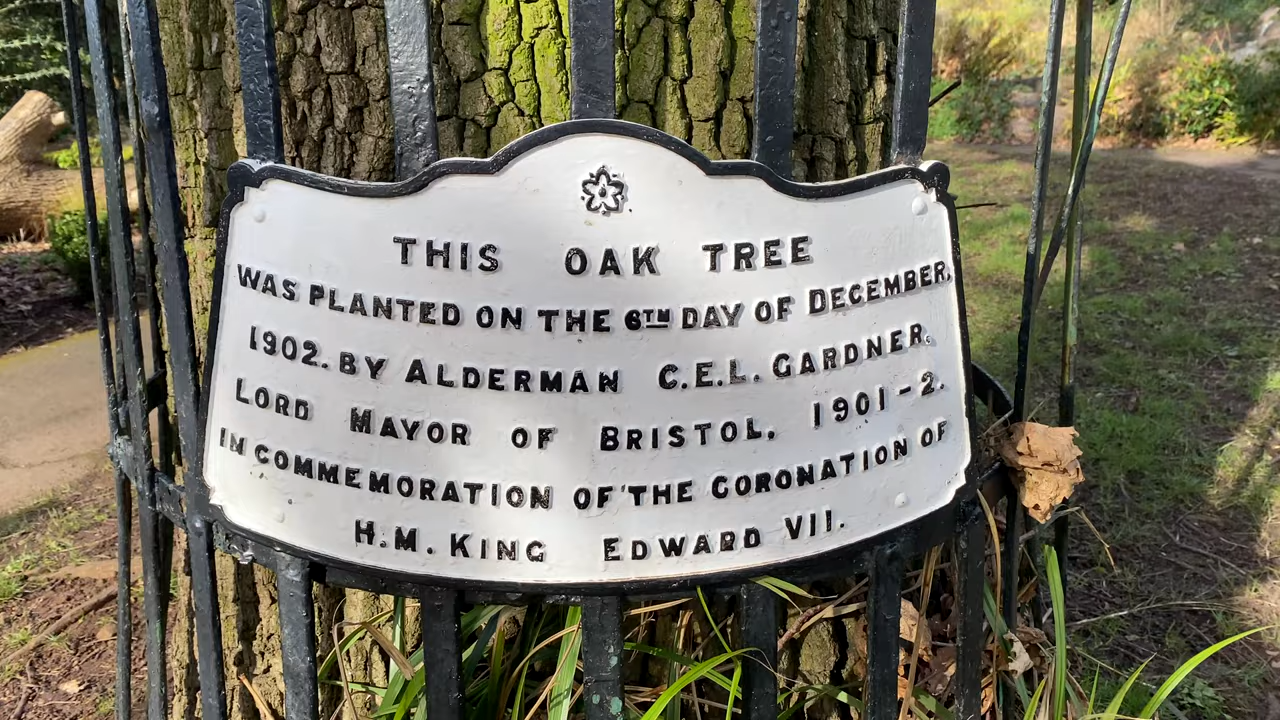 THIS OAK TREE
WAS PLANTED ON THE 6TH DAY OF DECEMBER,
1902. BY ALDERMAN C.E.L. GARDNER.
LORD MAYOR OF BRISTOL, 1901-2.
IN COMMEMORATION OF THE CORONATION OF
H.M. KING EDWARD VII.